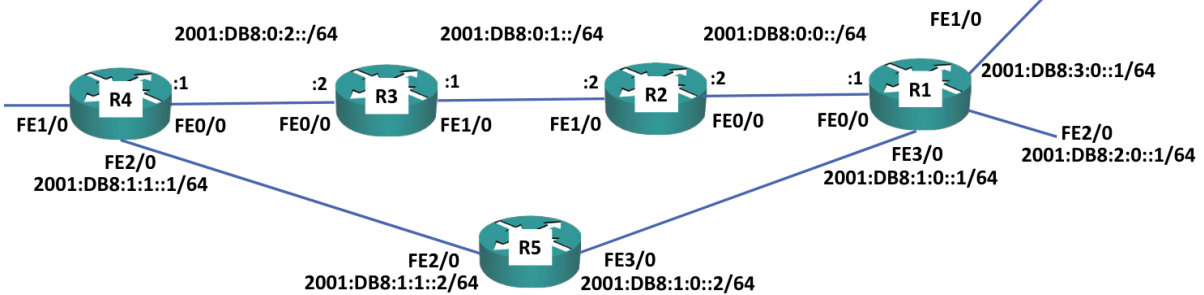 FE1/0
2001:DB8:0:2::/64
2001:DB8:0:1::/64
2001:DB8:0:0::/64
2001:DB8:3:0::1/64
R4
:1
:2
R3
:1
:2
R2
:2
:1
R1
FE1/0
FE0/0
FE0/0
FE1/0
FE1/0
FE0/0
FE0/0
FE2/0
2001:DB8:2:0::1/64
FE2/0
2001:DB8:1:1::1/64
FE3/0
2001:DB8:1:0::1/64
R5
FE2/0
2001:DB8:1:1::2/64
FE3/0
2001:DB8:1:0::2/64